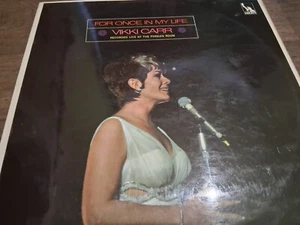 FOR ONCE IN MY LIFE
VIKKI CARR
RECORDED LIVE AT THE PERSIAN ROOM